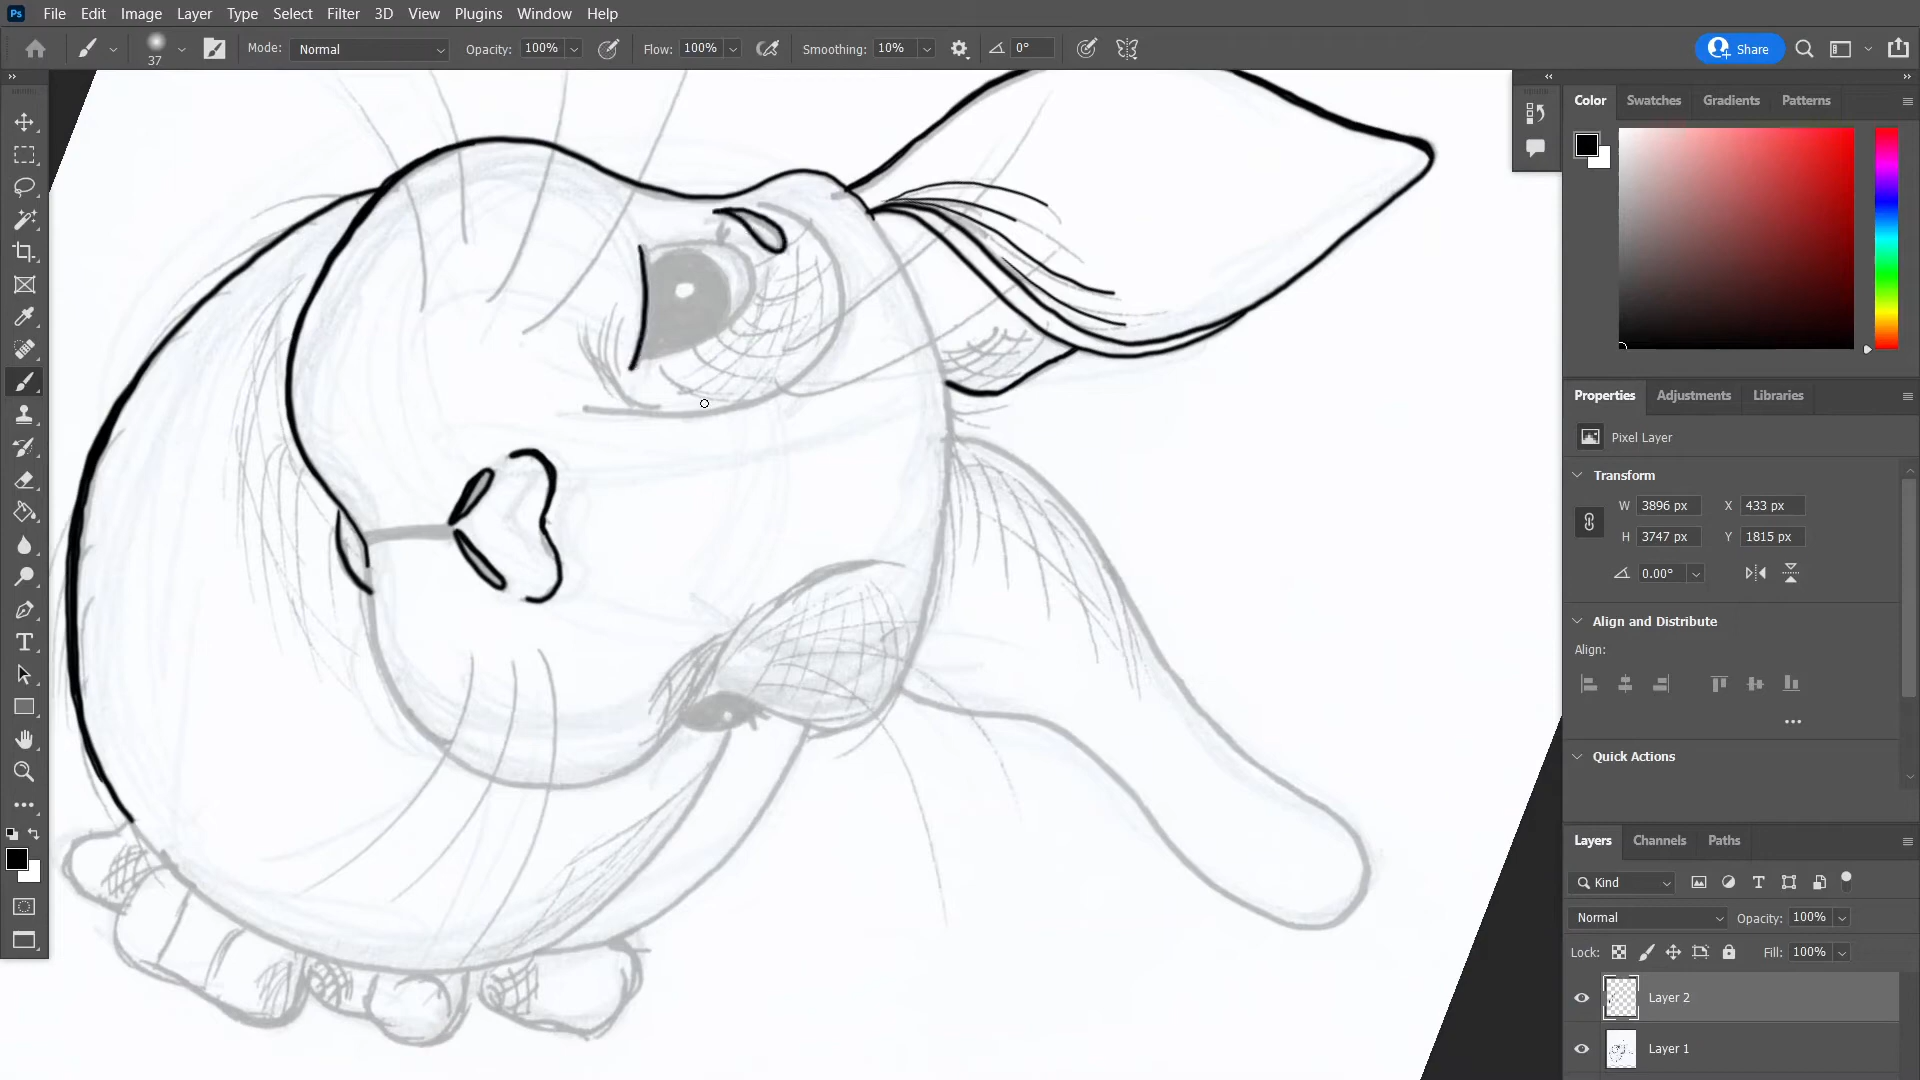 Ps File Edit Image Layer Type Select Filter 3D View Plugins Window Help
37 Mode: Normal Opacity: 100% Flow: 100% Smoothing: 10% 0° Share
Color Swatches Gradients Patterns
Properties Adjustments Libraries
Pixel Layer
Transform
W 3896 px X 433 px
H 3747 px Y 1815 px
0.00°
Align and Distribute
Align:
Quick Actions
Layers Channels Paths
Kind
Normal Opacity: 100%
Lock: Fill: 100%
Layer 2
Layer 1